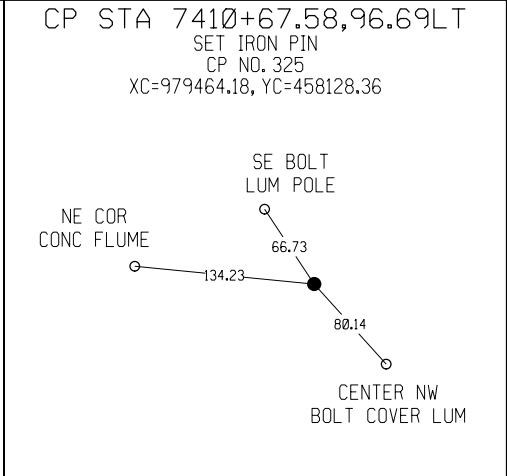 CP STA 7410+67.58,96.69LT
SET IRON PIN
CP NO. 325
XC=979464.18, YC=458128.36
SE BOLT
LUM POLE
NE COR
CONC FLUME
66.73
134.23
80.14
CENTER NW
BOLT COVER LUM